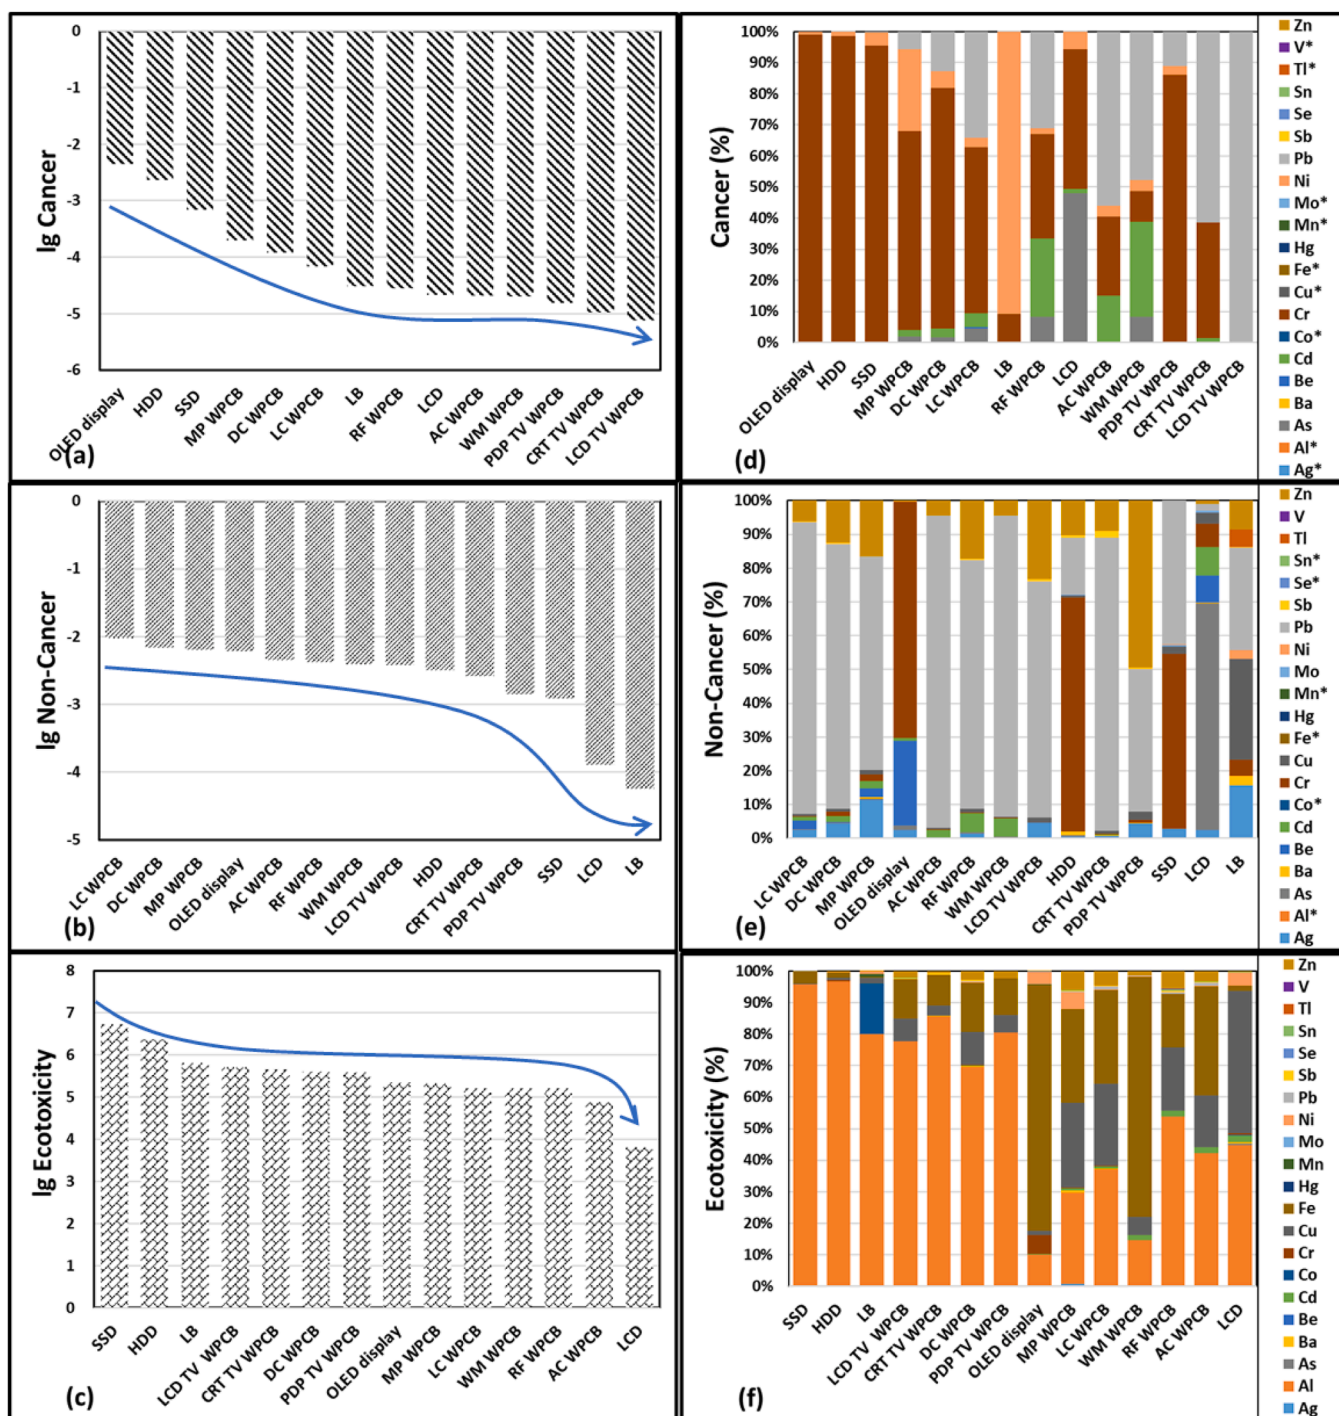 0
-1
-2
-3
-4
-5
-6
lg Cancer
OLED display
HDD
SSD
MP WPCB
DC WPCB
LC WPCB
LB
RF WPCB
LCD
AC WPCB
WM WPCB
PDP TV WPCB
CRT TV WPCB
LCD TV WPCB
(a)
100%
90%
80%
70%
60%
50%
40%
30%
20%
10%
0%
Cancer (%)
OLED display
HDD
SSD
MP WPCB
DC WPCB
LC WPCB
LB
RF WPCB
LCD
AC WPCB
WM WPCB
PDP TV WPCB
CRT TV WPCB
LCD TV WPCB
(d)
Zn
V*
Tl*
Sn
Se
Sb
Pb
Ni
Mo*
Mn*
Hg
Fe*
Cu*
Cr
Co*
Cd
Be
Ba
As
Al*
Ag*
0
-1
-2
-3
-4
-5
lg Non-Cancer
LC WPCB
DC WPCB
MP WPCB
OLED display
AC WPCB
RF WPCB
WM WPCB
LCD TV WPCB
HDD
CRT TV WPCB
PDP TV WPCB
SSD
LCD
LB
(b)
100%
90%
80%
70%
60%
50%
40%
30%
20%
10%
0%
Non-Cancer (%)
LC WPCB
DC WPCB
MP WPCB
OLED display
AC WPCB
RF WPCB
WM WPCB
LCD TV WPCB
HDD
CRT TV WPCB
PDP TV WPCB
SSD
LCD
LB
(e)
Zn
V
Tl
Sn*
Se*
Sb
Pb
Ni
Mo
Mn*
Hg
Fe*
Cu
Cr
Co*
Cd
Be
Ba
As
Al*
Ag
8
7
6
5
4
3
2
1
0
lg Ecotoxicity
SSD
HDD
LB
LCD TV WPCB
CRT TV WPCB
DC WPCB
PDP TV WPCB
OLED display
MP WPCB
LC WPCB
WM WPCB
RF WPCB
AC WPCB
LCD
(c)
100%
90%
80%
70%
60%
50%
40%
30%
20%
10%
0%
Ecotoxicity (%)
SSD
HDD
LB
LCD TV WPCB
CRT TV WPCB
DC WPCB
PDP TV WPCB
OLED display
MP WPCB
LC WPCB
WM WPCB
RF WPCB
AC WPCB
LCD
(f)
Zn
V
Tl
Sn
Se
Sb
Pb
Ni
Mo
Mn
Hg
Fe
Cu
Cr
Co
Cd
Be
Ba
As
Al
Ag